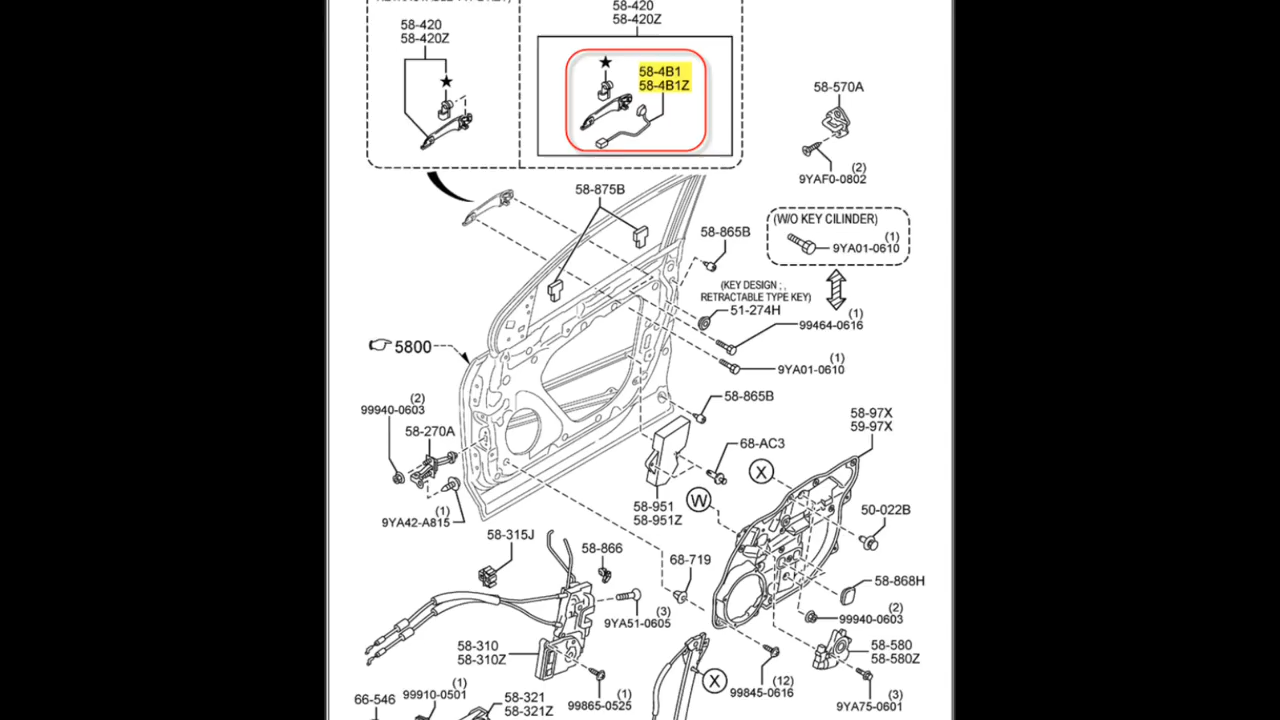 58-420
58-420Z
58-420
58-420Z
★
★
58-4B1
58-4B1Z
58-570A
(2)
9YAF0-0802
58-875B
(W/O KEY CYLINDER)
(1)
9YA01-0610
58-865B
(KEY DESIGN ; ,
RETRACTABLE TYPE KEY)
51-274H
(1)
99464-0616
5800
(1)
9YA01-0610
(2)
99940-0603
58-865B
58-270A
58-97X
59-97X
68-AC3
X
(1)
9YA42-A815
W
58-951
58-951Z
50-022B
58-315J
58-866
68-719
58-868H
(3)
9YA51-0605
(2)
99940-0603
58-310
58-310Z
58-580
58-580Z
X
(12)
99845-0616
(1)
99865-0525
(3)
9YA75-0601
66-546
(1)
99910-0501
58-321
58-321Z